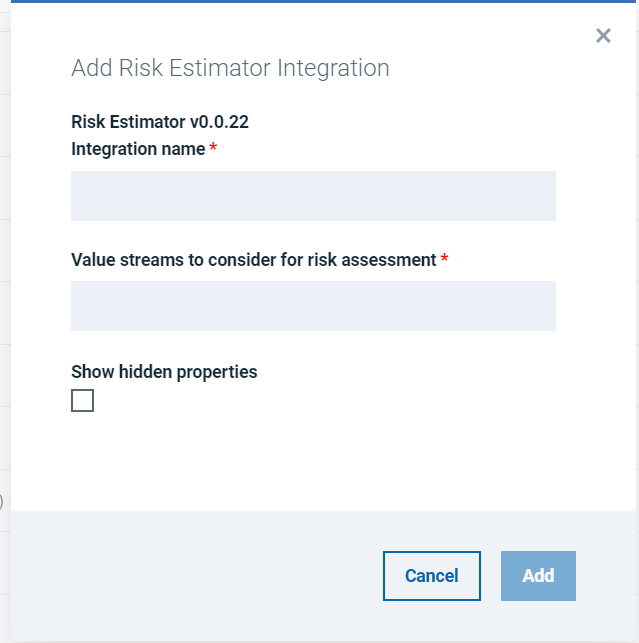 Add Risk Estimator Integration
Risk Estimator v0.0.22
Integration name *
Value streams to consider for risk assessment *
Show hidden properties
)
Cancel Add